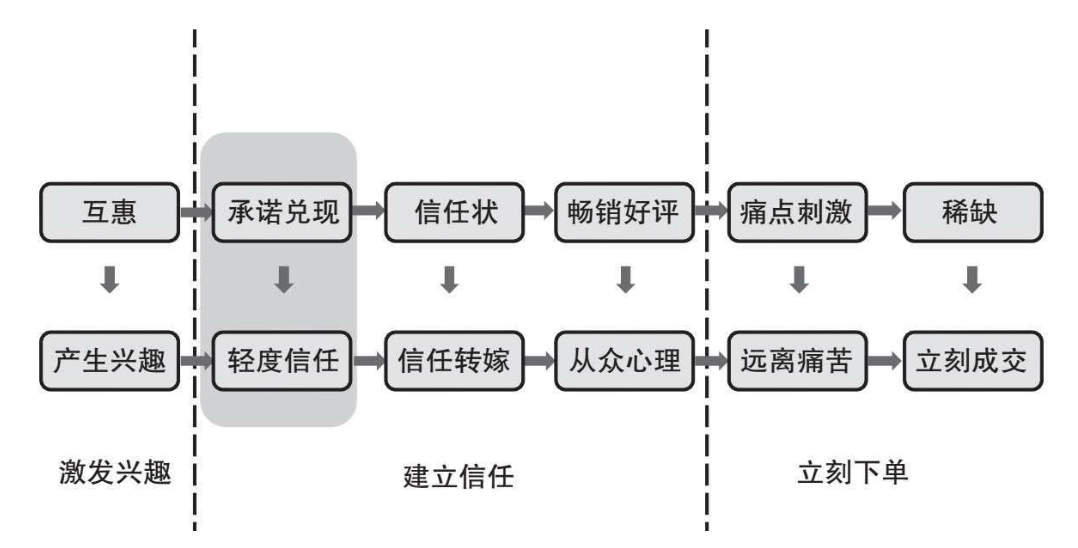 互惠
承诺兑现
信任状
畅销好评
痛点刺激
稀缺
产生兴趣
轻度信任
信任转嫁
从众心理
远离痛苦
立刻成交
激发兴趣
建立信任
立刻下单